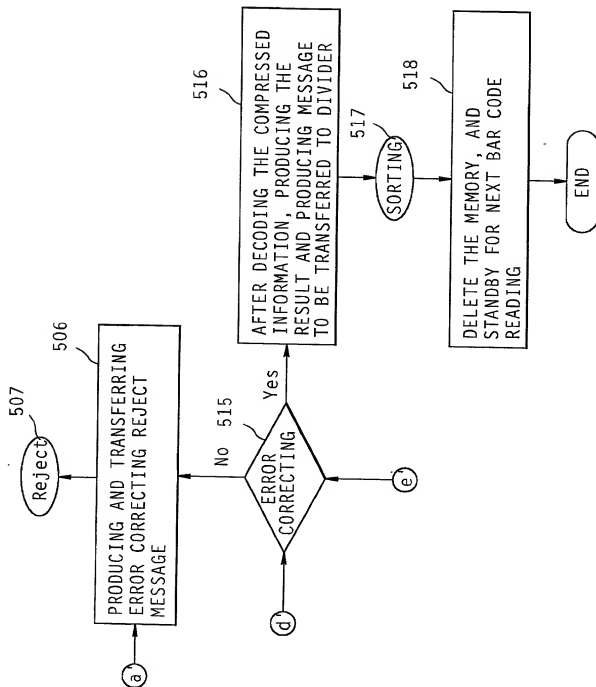 507
Reject
506
PRODUCING AND TRANSFERRING
ERROR CORRECTING REJECT
MESSAGE
a'
No
515
Yes
ERROR
CORRECTING
d'
e'
516
AFTER DECODING THE COMPRESSED
INFORMATION, PRODUCING THE
RESULT AND PRODUCING MESSAGE
TO BE TRANSFERRED TO DIVIDER
517
SORTING
518
DELETE THE MEMORY, AND
STANDBY FOR NEXT BAR CODE
READING
END